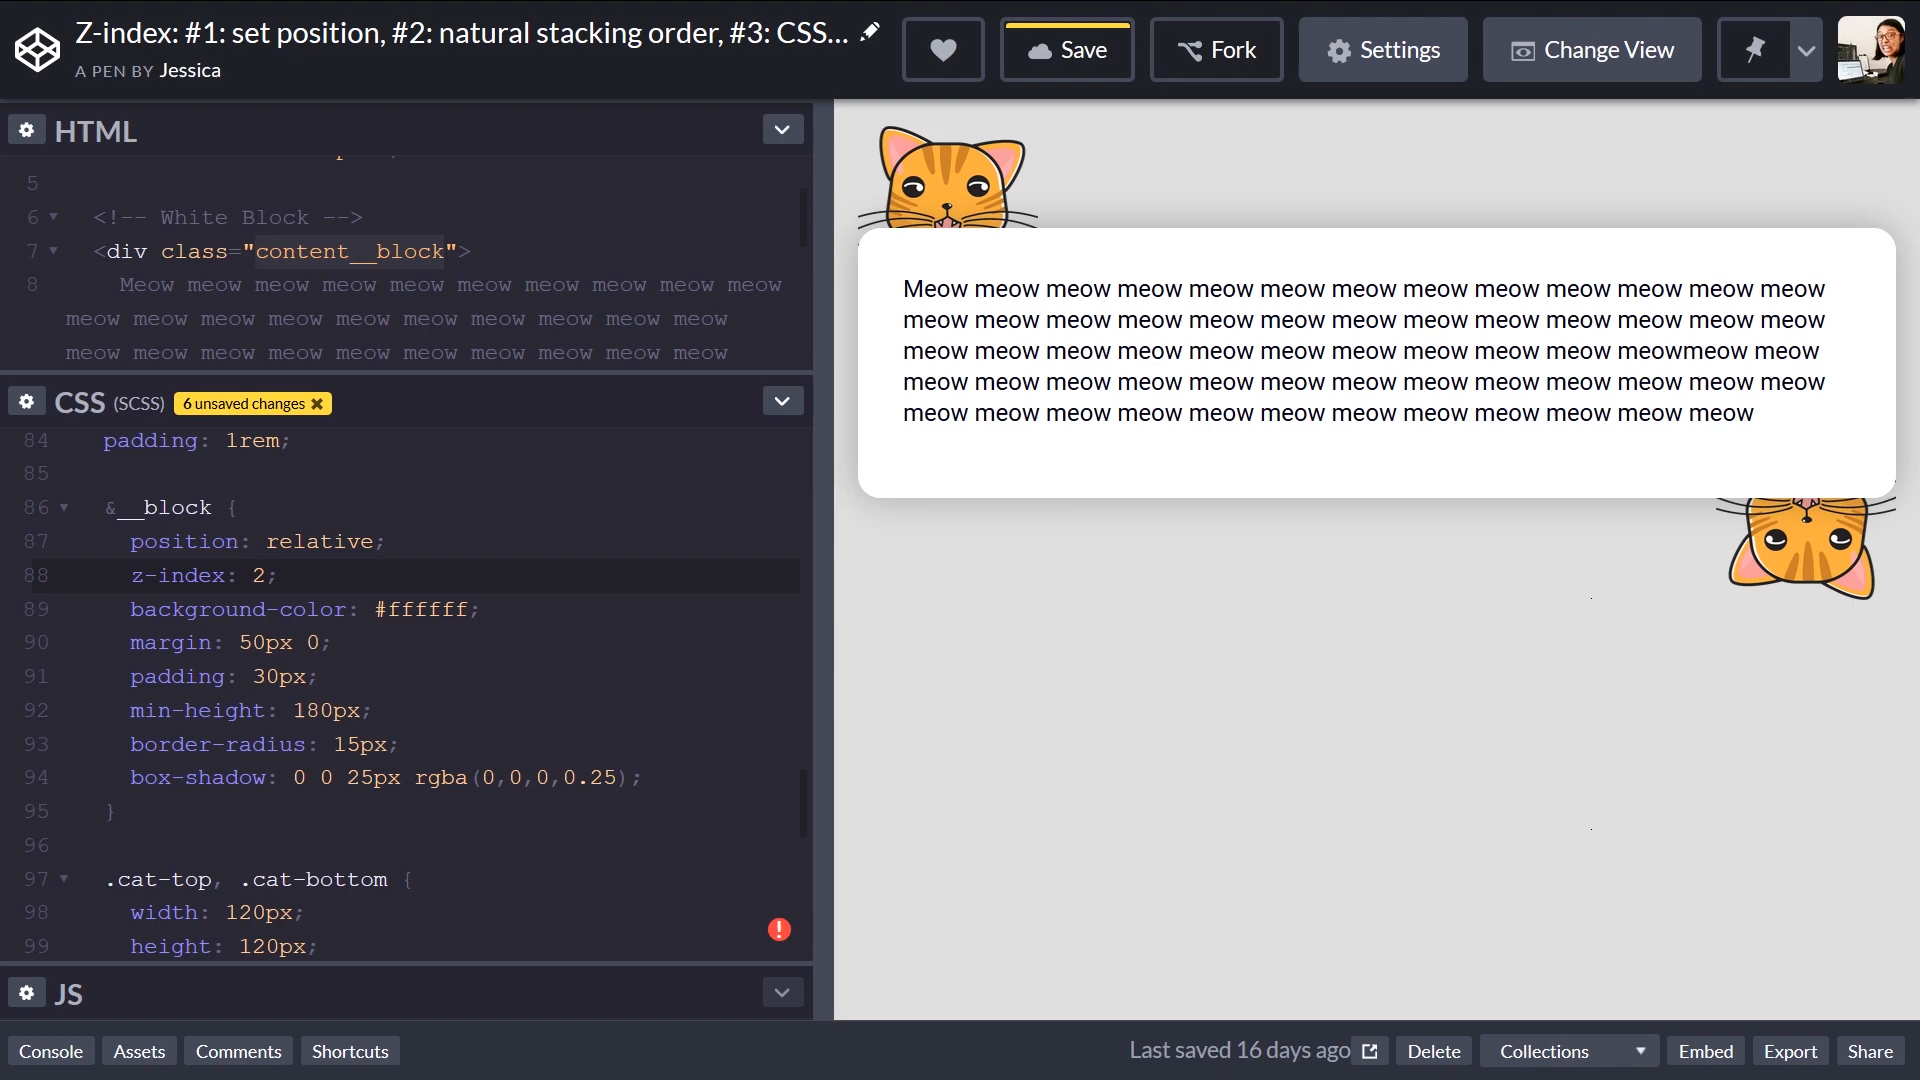 Z-index: #1: set position, #2: natural stacking order, #3: CSS...
A PEN BY Jessica
Save
Fork
Settings
Change View
HTML
5
6 <!-- White Block -->
7 <div class="content__block">
8 Meow meow meow meow meow meow meow meow meow meow
meow meow meow meow meow meow meow meow meow meow
meow meow meow meow meow meow meow meow meow meow
CSS (SCSS) 6 unsaved changes ✖
84 padding: 1rem;
85
86 &__block {
87 position: relative;
88 z-index: 2;
89 background-color: #ffffff;
90 margin: 50px 0;
91 padding: 30px;
92 min-height: 180px;
93 border-radius: 15px;
94 box-shadow: 0 0 25px rgba(0,0,0,0.25);
95 }
96
97 .cat-top, .cat-bottom {
98 width: 120px;
99 height: 120px;
!
JS
Meow meow meow meow meow meow meow meow meow meow meow meow meow
meow meow meow meow meow meow meow meow meow meow meow meow meow
meow meow meow meow meow meow meow meow meow meow meowmeow meow
meow meow meow meow meow meow meow meow meow meow meow meow meow
meow meow meow meow meow meow meow meow meow meow meow meow
Console
Assets
Comments
Shortcuts
Last saved 16 days ago
Delete
Collections
Embed
Export
Share